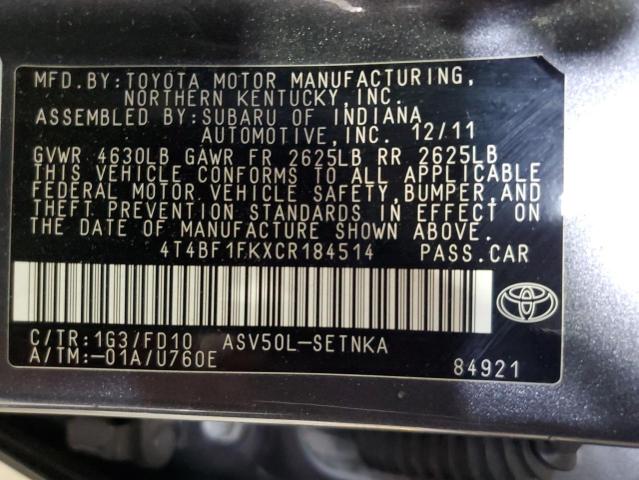 MFD.BY:TOYOTA MOTOR MANUFACTURING,
NORTHERN KENTUCKY,INC.
ASSEMBLED BY:SUBARU OF INDIANA
AUTOMOTIVE,INC. 12/11
GVWR 4630LB GAWR FR 2625LB RR 2625LB
THIS VEHICLE CONFORMS TO ALL APPLICABLE
FEDERAL MOTOR VEHICLE SAFETY,BUMPER,AND
THEFT PREVENTION STANDARDS IN EFFECT ON
THE DATE OF MANUFACTURE SHOWN ABOVE.
4T4BF1FKXCR184514 PASS.CAR
C/TR:1G3/FD10 ASV50L-SETNKA
A/TM:-01A/U760E 84921